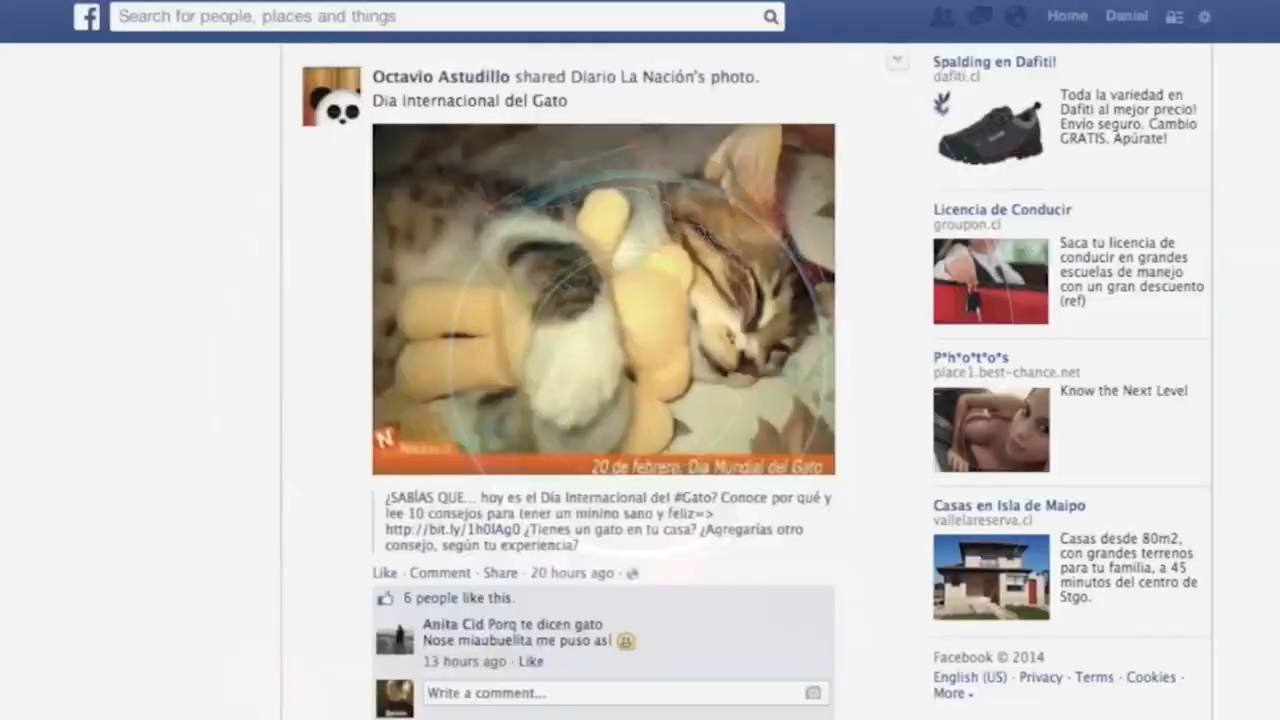 Search for people, places and things
Home
Danial
Octavio Astudillo shared Diario La Nación's photo.
Dia Internacional del Gato
20 de febrero, Dia Mundial del Gato
¿SABÍAS QUE... hoy es el Día Internacional del #Gato? Conoce por qué y
lee 10 consejos para tener un minino sano y feliz=>
http://bit.ly/1h0lAg0 ¿Tienes un gato en tu casa? ¿Agregarías otro
consejo, según tu experiencia?
Like · Comment · Share · 20 hours ago ·
6 people like this.
Anita Cid Porq te dicen gato
Nose miaubuelita me puso asi
13 hours ago · Like
Write a comment...
Spalding en Dafiti!
dafiti.cl
Toda la variedad en
Dafiti al mejor precio!
Envío seguro. Cambio
GRATIS. Apúrate!
Licencia de Conducir
groupon.cl
Saca tu licencia de
conducir en grandes
escuelas de manejo
con un gran descuento
(ref)
P*h*o*t*o*s
place1.best-chance.net
Know the Next Level
Casas en Isla de Maipo
vallelareserva.cl
Casas desde 80m2,
con grandes terrenos
para tu familia, a 45
minutos del centro de
Stgo.
Facebook © 2014
English (US) · Privacy · Terms · Cookies ·
More